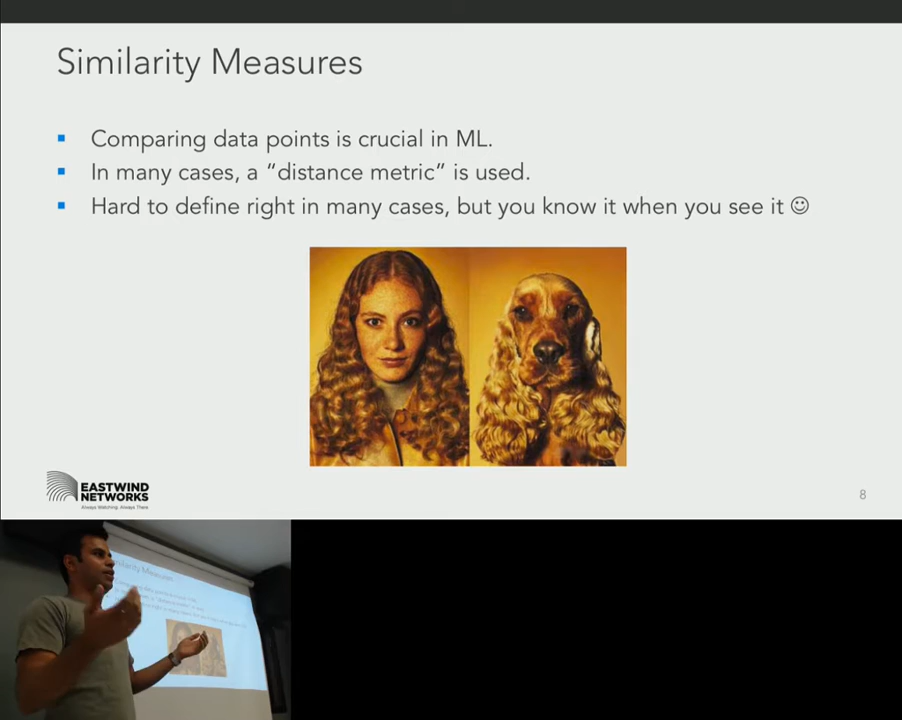 Similarity Measures
▪ Comparing data points is crucial in ML.
▪ In many cases, a “distance metric” is used.
▪ Hard to define right in many cases, but you know it when you see it ☺
EASTWIND
NETWORKS
Always Watching. Always There
8